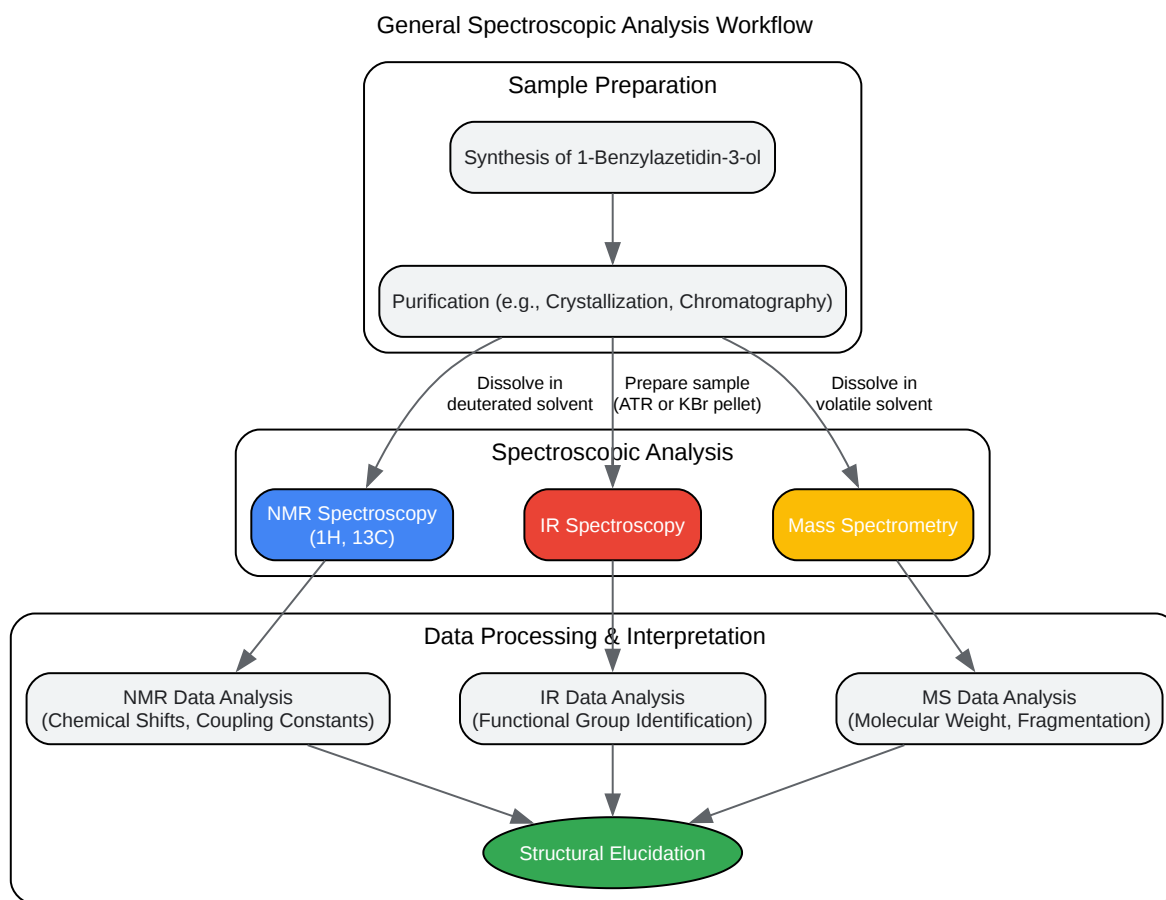 General Spectroscopic Analysis Workflow
Sample Preparation
Synthesis of 1-Benzylazetidin-3-ol
Purification (e.g., Crystallization, Chromatography)
Dissolve in
deuterated solvent
Prepare sample
(ATR or KBr pellet)
Dissolve in
volatile solvent
Spectroscopic Analysis
NMR Spectroscopy
(1H, 13C)
IR Spectroscopy
Mass Spectrometry
Data Processing & Interpretation
NMR Data Analysis
(Chemical Shifts, Coupling Constants)
IR Data Analysis
(Functional Group Identification)
MS Data Analysis
(Molecular Weight, Fragmentation)
Structural Elucidation